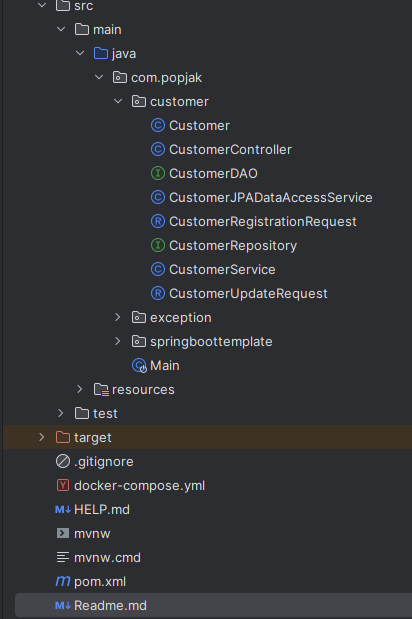 src
main
java
com.popjak
customer
Customer
CustomerController
CustomerDAO
CustomerJPADataAccessService
CustomerRegistrationRequest
CustomerRepository
CustomerService
CustomerUpdateRequest
exception
springboottemplate
Main
resources
test
target
.gitignore
docker-compose.yml
HELP.md
mvnw
mvnw.cmd
pom.xml
Readme.md